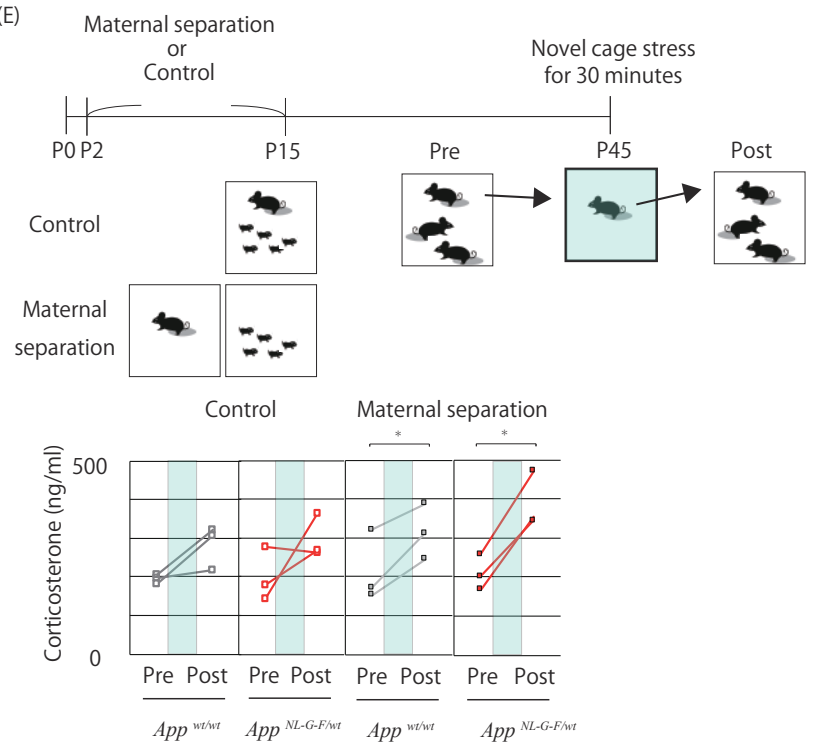 (E)
Maternal separation
or
Control
Novel cage stress
for 30 minutes
P0 P2 P15 Pre P45 Post
Control
Maternal
separation
Control Maternal separation
* *
Corticosterone (ng/ml)
500
0
Pre Post Pre Post Pre Post Pre Post
App wt/wt App NL-G-F/wt App wt/wt App NL-G-F/wt